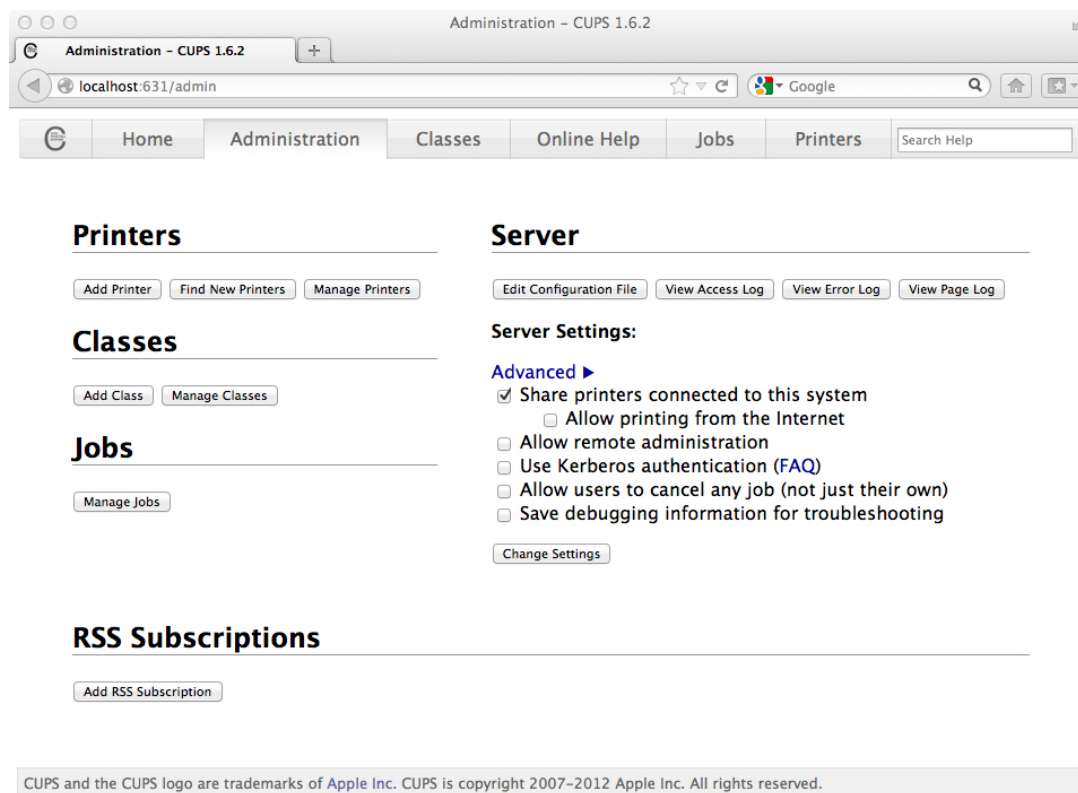 Administration – CUPS 1.6.2
Administration – CUPS 1.6.2
localhost:631/admin
Google
Home Administration Classes Online Help Jobs Printers Search Help
Printers
Add Printer Find New Printers Manage Printers
Classes
Add Class Manage Classes
Jobs
Manage Jobs
Server
Edit Configuration File View Access Log View Error Log View Page Log
Server Settings:
Advanced ▶
Share printers connected to this system
Allow printing from the Internet
Allow remote administration
Use Kerberos authentication (FAQ)
Allow users to cancel any job (not just their own)
Save debugging information for troubleshooting
Change Settings
RSS Subscriptions
Add RSS Subscription
CUPS and the CUPS logo are trademarks of Apple Inc. CUPS is copyright 2007–2012 Apple Inc. All rights reserved.